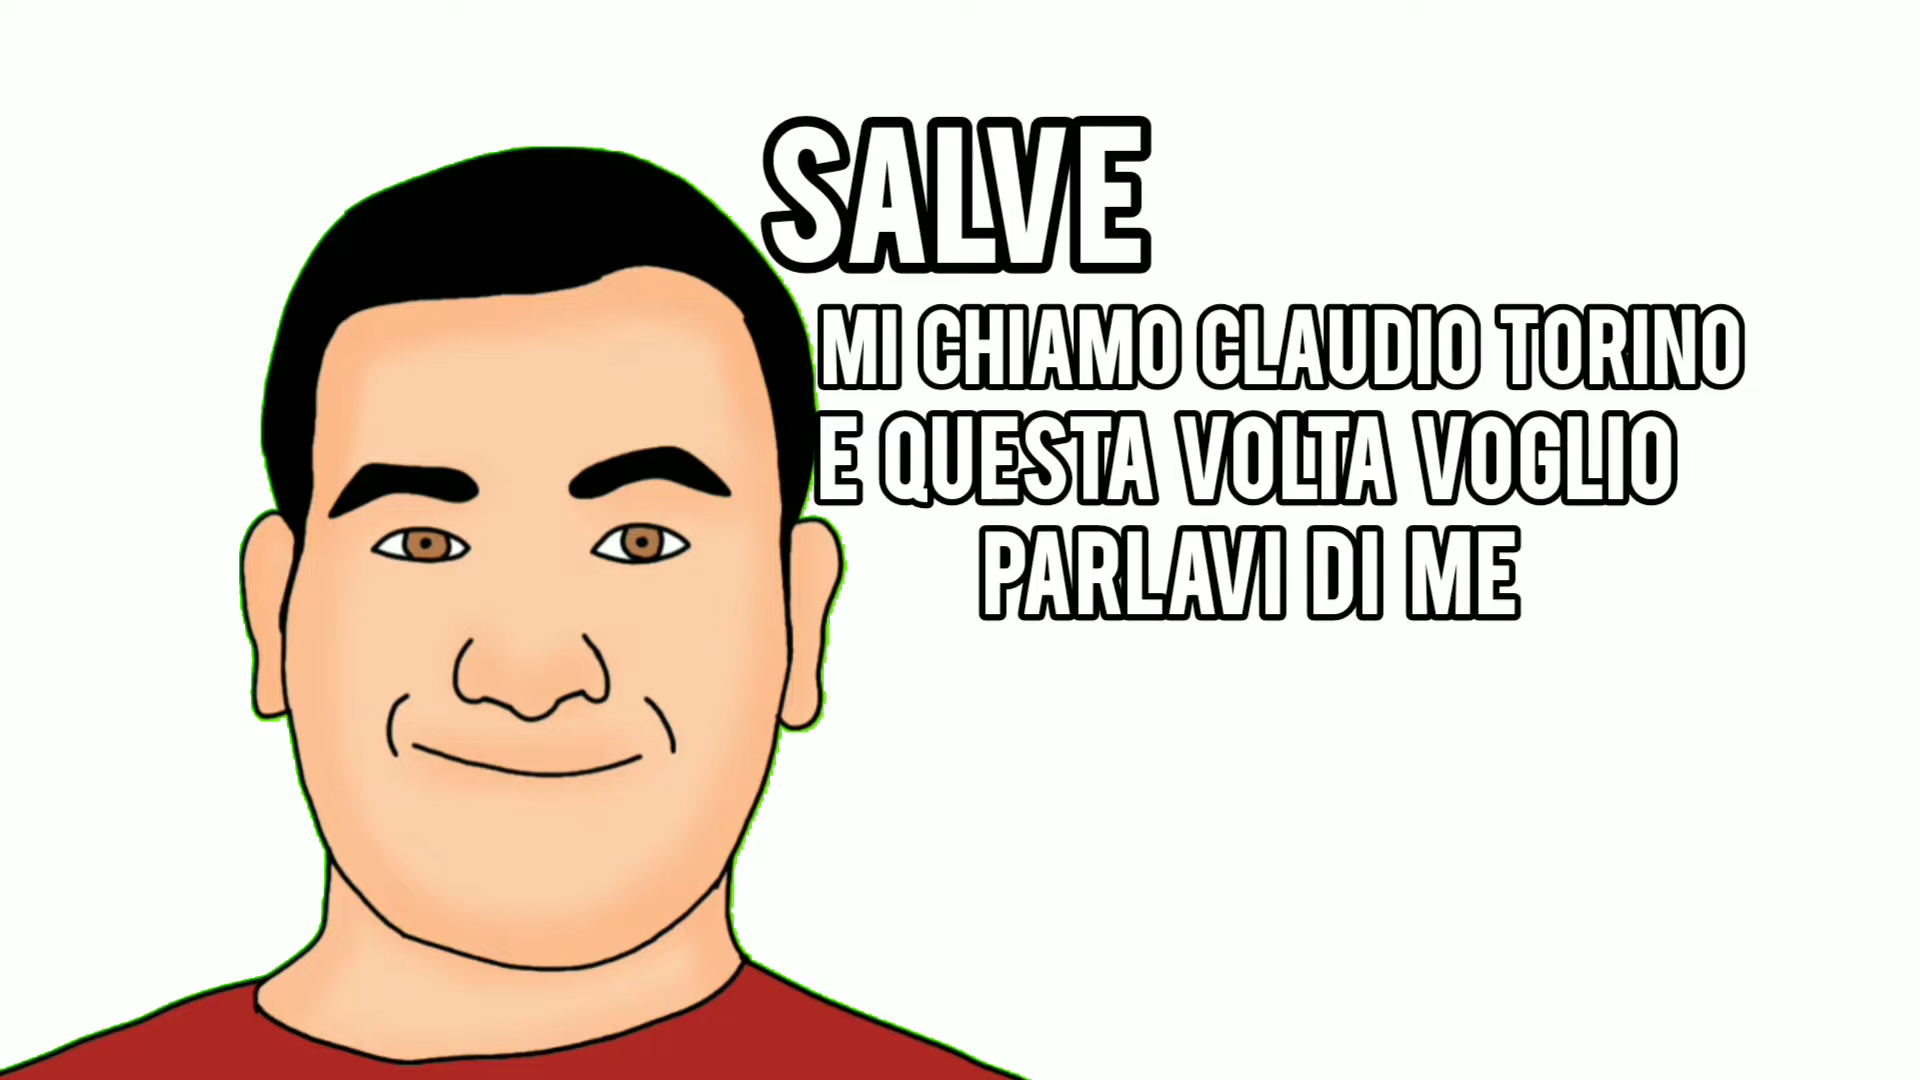 SALVE
MI CHIAMO CLAUDIO TORINO
E QUESTA VOLTA VOGLIO
PARLAVI DI ME